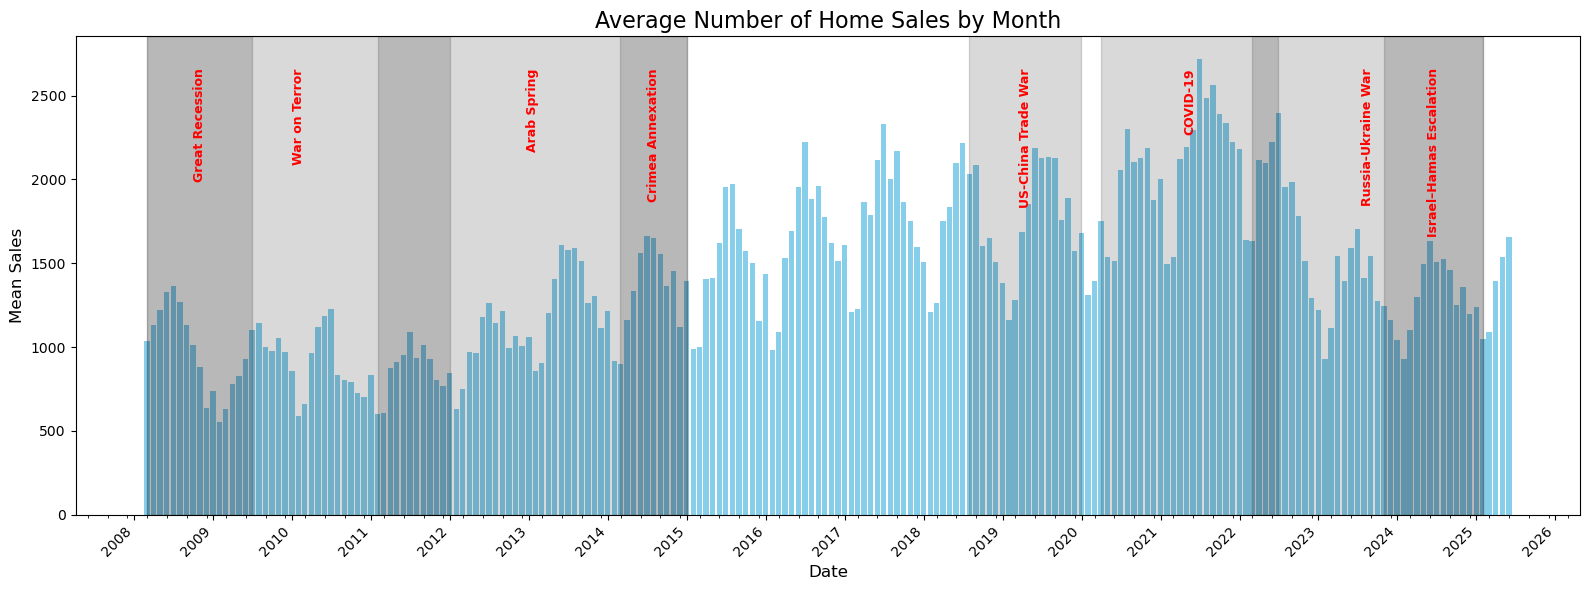 Average Number of Home Sales by Month
Mean Sales
2500
2000
1500
1000
500
0
Great Recession
War on Terror
Arab Spring
Crimea Annexation
US-China Trade War
COVID-19
Russia-Ukraine War
Israel-Hamas Escalation
2008
2009
2010
2011
2012
2013
2014
2015
2016
2017
2018
2019
2020
2021
2022
2023
2024
2025
2026
Date